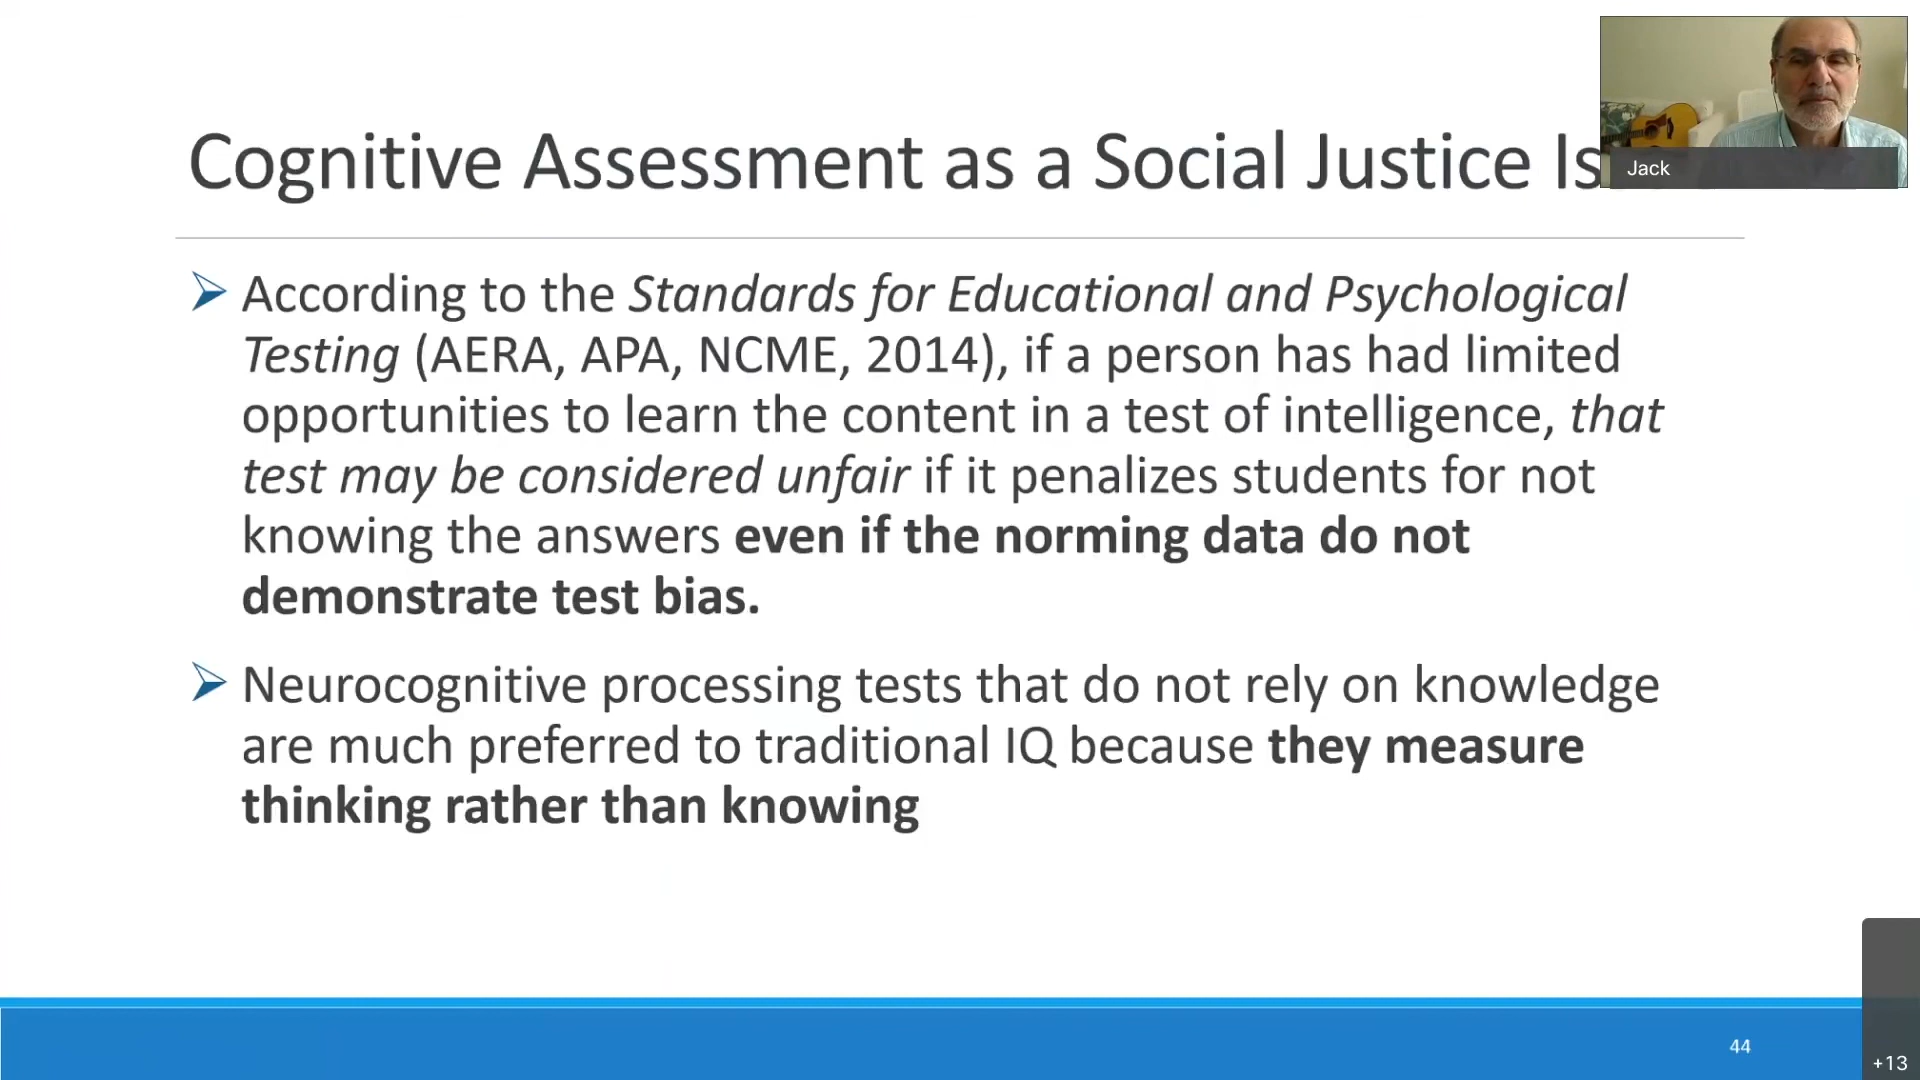 Cognitive Assessment as a Social Justice Is
Jack
According to the Standards for Educational and Psychological
Testing (AERA, APA, NCME, 2014), if a person has had limited
opportunities to learn the content in a test of intelligence, that
test may be considered unfair if it penalizes students for not
knowing the answers even if the norming data do not
demonstrate test bias.
Neurocognitive processing tests that do not rely on knowledge
are much preferred to traditional IQ because they measure
thinking rather than knowing
44
+13